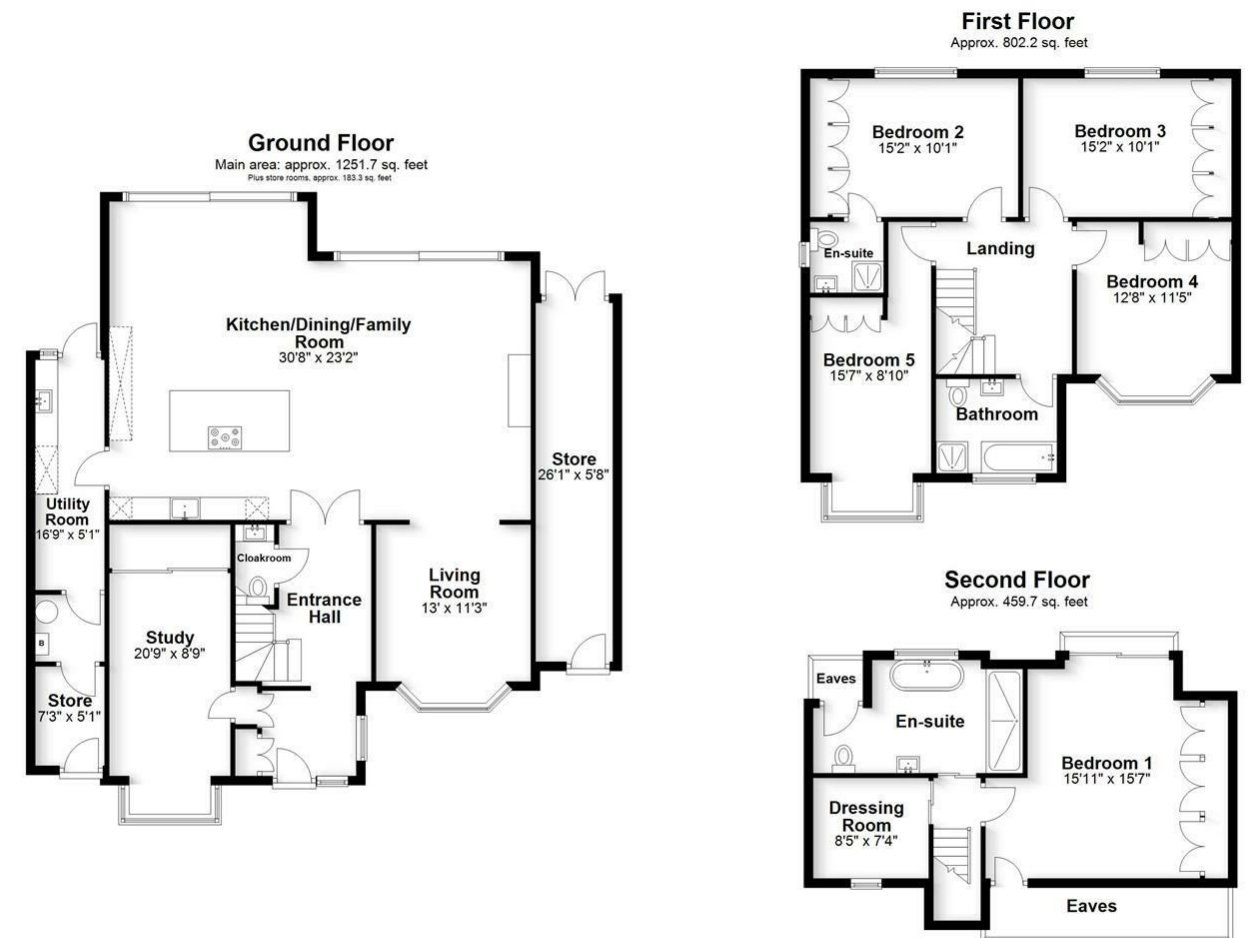 Ground Floor
Main area: approx. 1251.7 sq. feet
Plus store rooms, approx. 183.3 sq. feet
Kitchen/Dining/Family
Room
30'8" x 23'2"
Store
26'1" x 5'8"
Utility
Room
16'9" x 5'1"
Cloakroom
Entrance
Hall
Living
Room
13' x 11'3"
Study
20'9" x 8'9"
B
Store
7'3" x 5'1"
First Floor
Approx. 802.2 sq. feet
Bedroom 2
15'2" x 10'1"
Bedroom 3
15'2" x 10'1"
En-suite
Landing
Bedroom 4
12'8" x 11'5"
Bedroom 5
15'7" x 8'10"
Bathroom
Second Floor
Approx. 459.7 sq. feet
Eaves
En-suite
Bedroom 1
15'11" x 15'7"
Dressing
Room
8'5" x 7'4"
Eaves